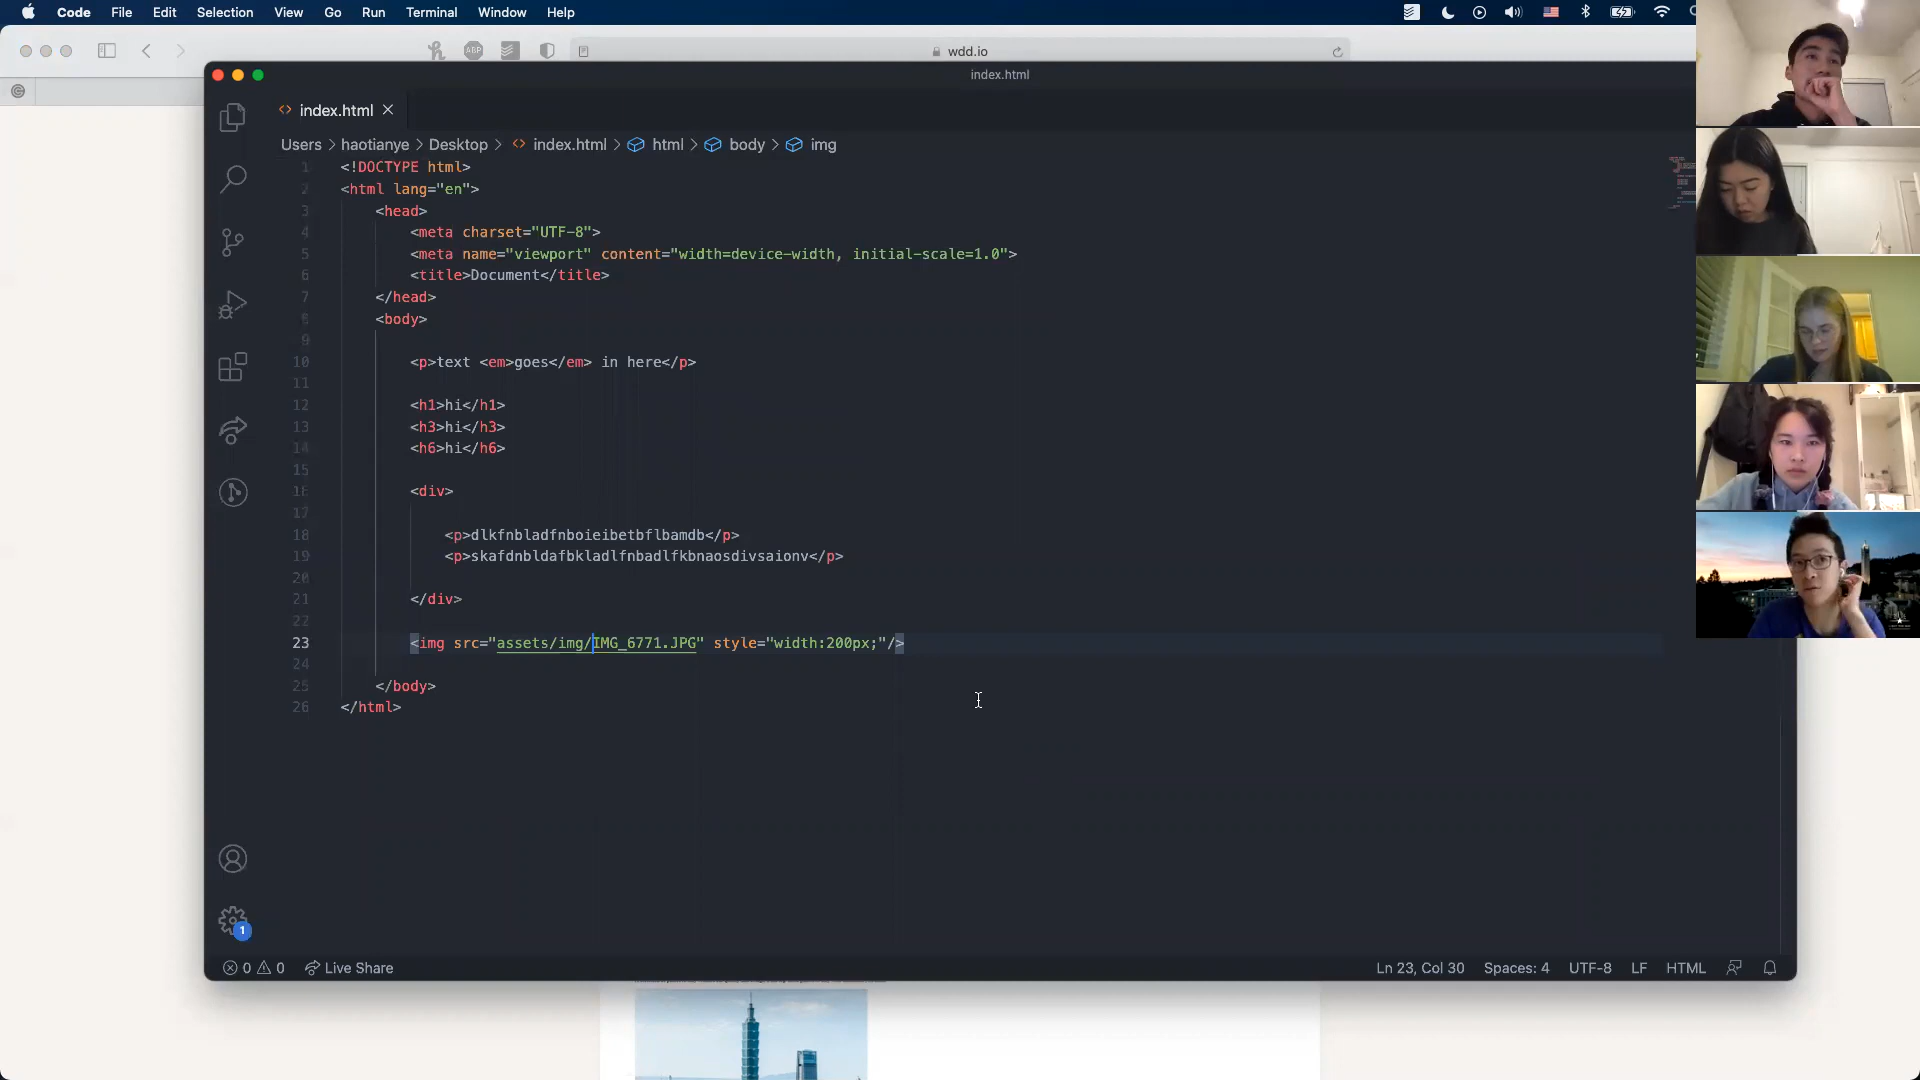 Code File Edit Selection View Go Run Terminal Window Help
ABP
wdd.io
index.html
index.html
Users > haotianye > Desktop > index.html > html > body > img
1 <!DOCTYPE html>
2 <html lang="en">
3 <head>
4 <meta charset="UTF-8">
5 <meta name="viewport" content="width=device-width, initial-scale=1.0">
6 <title>Document</title>
7 </head>
8 <body>
9
10 <p>text <em>goes</em> in here</p>
11
12 <h1>hi</h1>
13 <h3>hi</h3>
14 <h6>hi</h6>
15
16 <div>
17
18 <p>dlkfnbladfnboieibetbflbamdb</p>
19 <p>skafdnbldafbkladlfnbadlfkbnaosdivsaionv</p>
20
21 </div>
22
23 <img src="assets/img/IMG_6771.JPG" style="width:200px;"/>
24
25 </body>
26 </html>
1
0 0 Live Share
Ln 23, Col 30 Spaces: 4 UTF-8 LF HTML